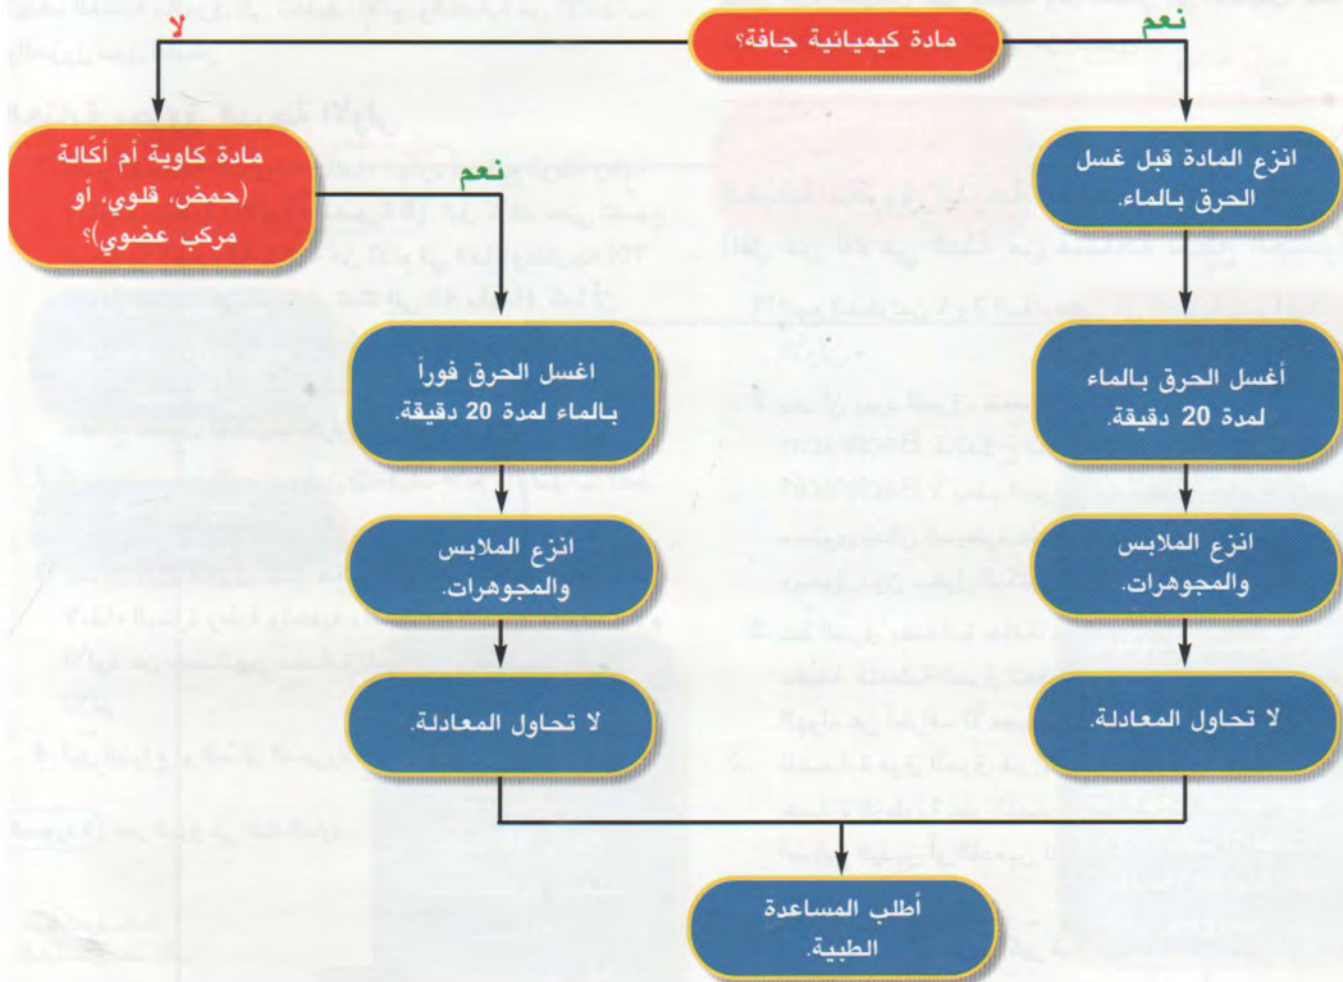 مادة كيميائية جافة؟
نعم
لا
انزع المادة قبل غسل
الحرق بالماء.
أغسل الحرق بالماء
لمدة 20 دقيقة.
انزع الملابس
والمجوهرات.
لا تحاول المعادلة.
مادة كاوية أم أكّالة
(حمض، قلوي، أو
مركب عضوي)؟
نعم
اغسل الحرق فوراً
بالماء لمدة 20 دقيقة.
انزع الملابس
والمجوهرات.
لا تحاول المعادلة.
أطلب المساعدة
الطبية.